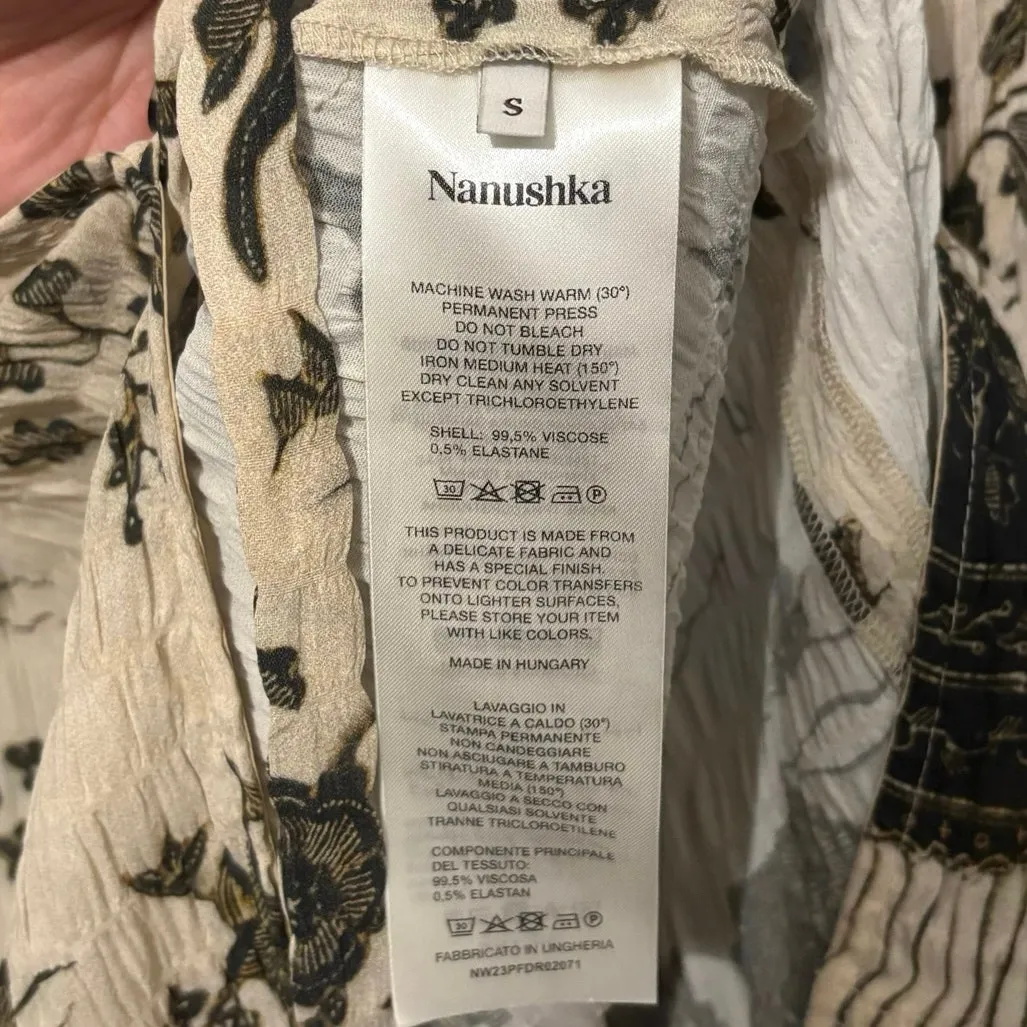 S
Nanushka
MACHINE WASH WARM (30°)
PERMANENT PRESS
DO NOT BLEACH
DO NOT TUMBLE DRY
IRON MEDIUM HEAT (150°)
DRY CLEAN ANY SOLVENT
EXCEPT TRICHLOROETHYLENE
SHELL: 99,5% VISCOSE
0.5% ELASTANE
30 P
THIS PRODUCT IS MADE FROM
A DELICATE FABRIC AND
HAS A SPECIAL FINISH.
TO PREVENT COLOR TRANSFERS
ONTO LIGHTER SURFACES,
PLEASE STORE YOUR ITEM
WITH LIKE COLORS.
MADE IN HUNGARY
LAVAGGIO IN
LAVATRICE A CALDO (30°)
STAMPA PERMANENTE
NON CANDEGGIARE
NON ASCIUGARE A TAMBURO
STIRATURA A TEMPERATURA
MEDIA (150°)
LAVAGGIO A SECCO CON
QUALSIASI SOLVENTE
TRANNE TRICLOROETILENE
COMPONENTE PRINCIPALE
DEL TESSUTO:
99,5% VISCOSA
0,5% ELASTAN
30 P
FABBRICATO IN UNGHERIA
NW23PFDR02071